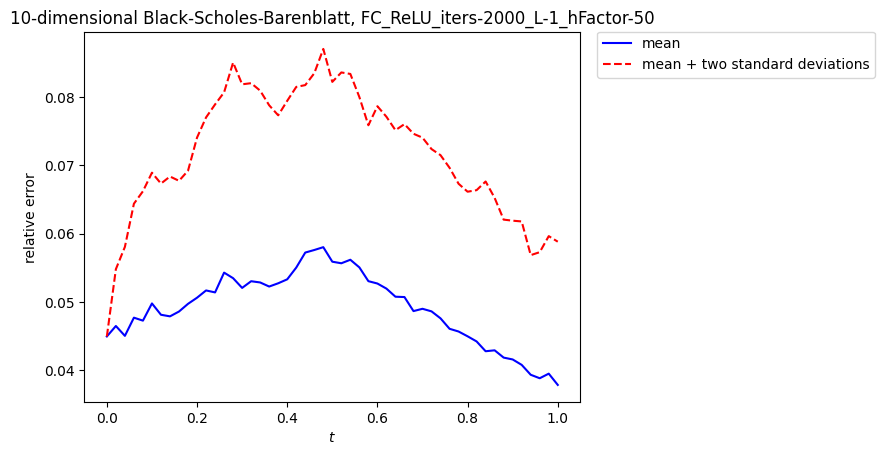 10-dimensional Black-Scholes-Barenblatt, FC_ReLU_iters-2000_L-1_hFactor-50
mean
mean + two standard deviations
relative error
0.08
0.07
0.06
0.05
0.04
0.0 0.2 0.4 0.6 0.8 1.0
t